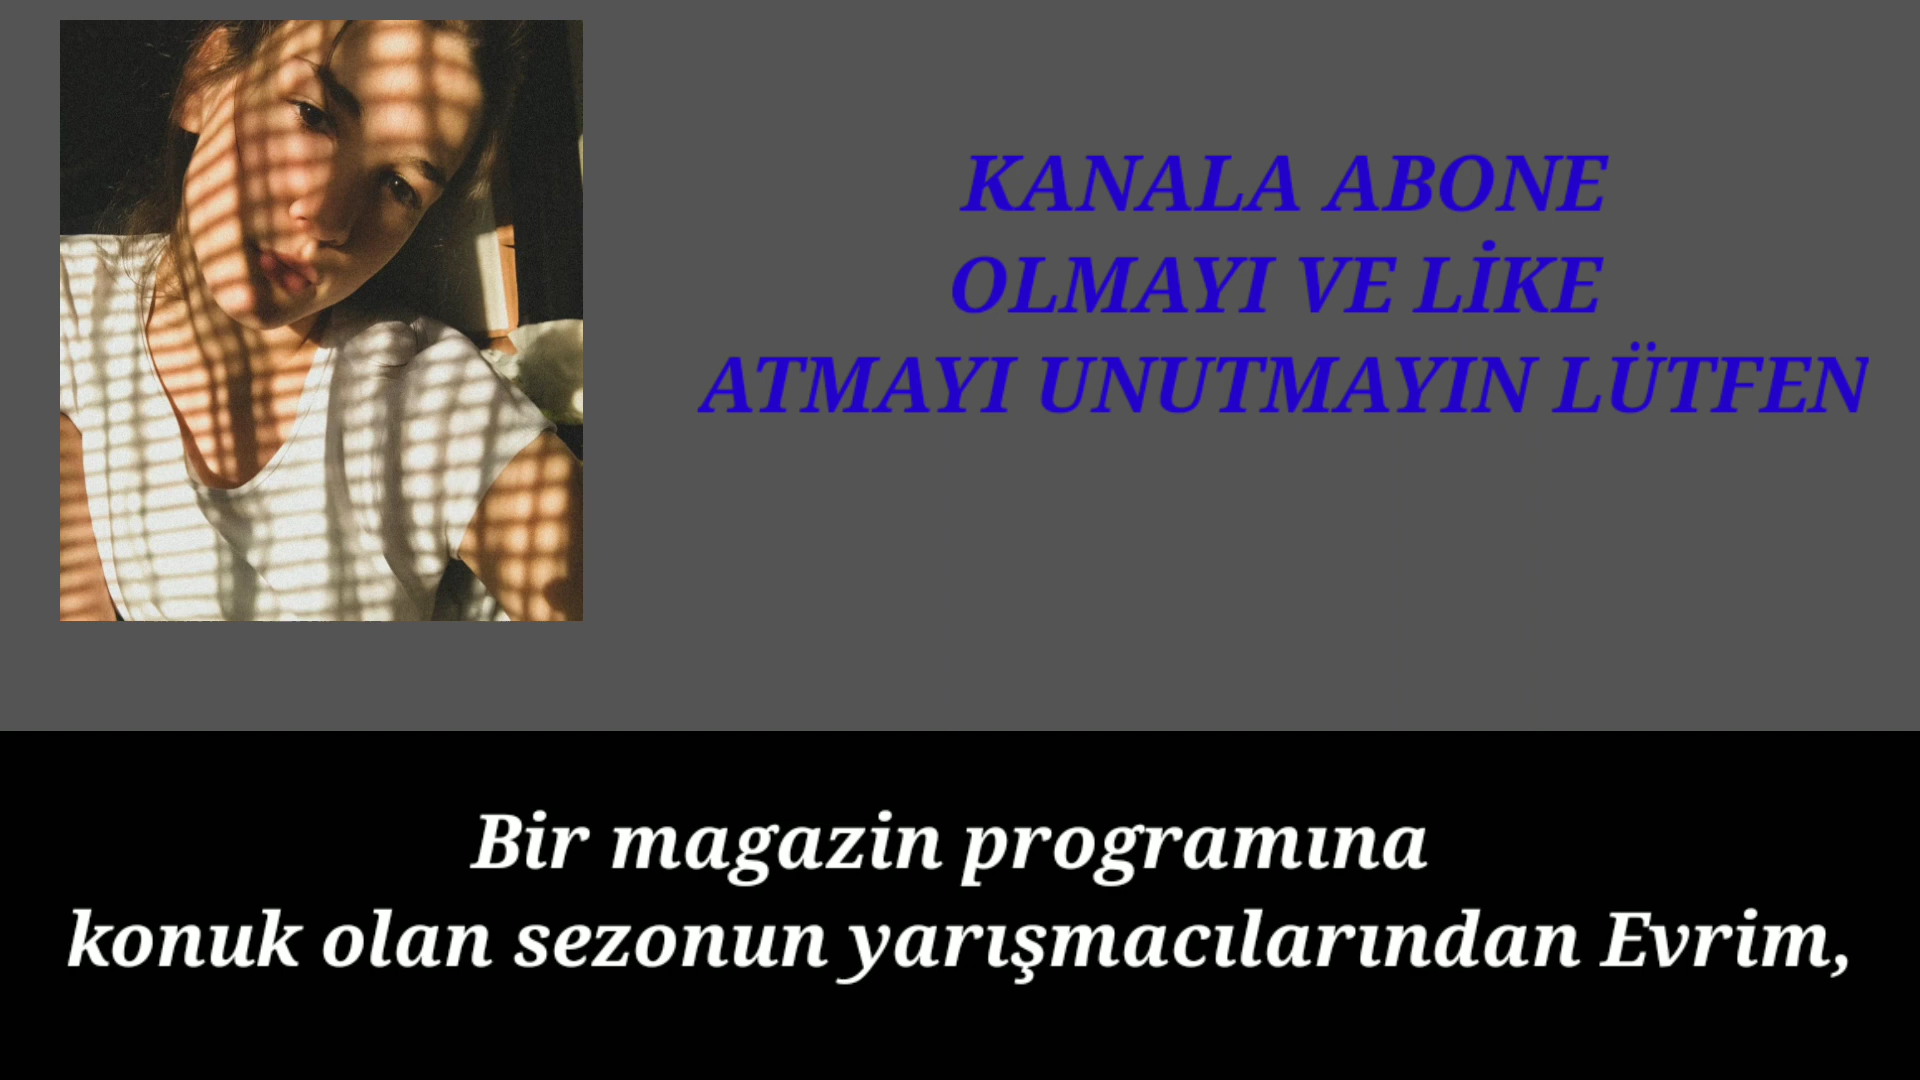 KANALA ABONE
OLMAYI VE LİKE
ATMAYI UNUTMAYIN LÜTFEN
Bir magazin programına
konuk olan sezonun yarışmacılarından Evrim,